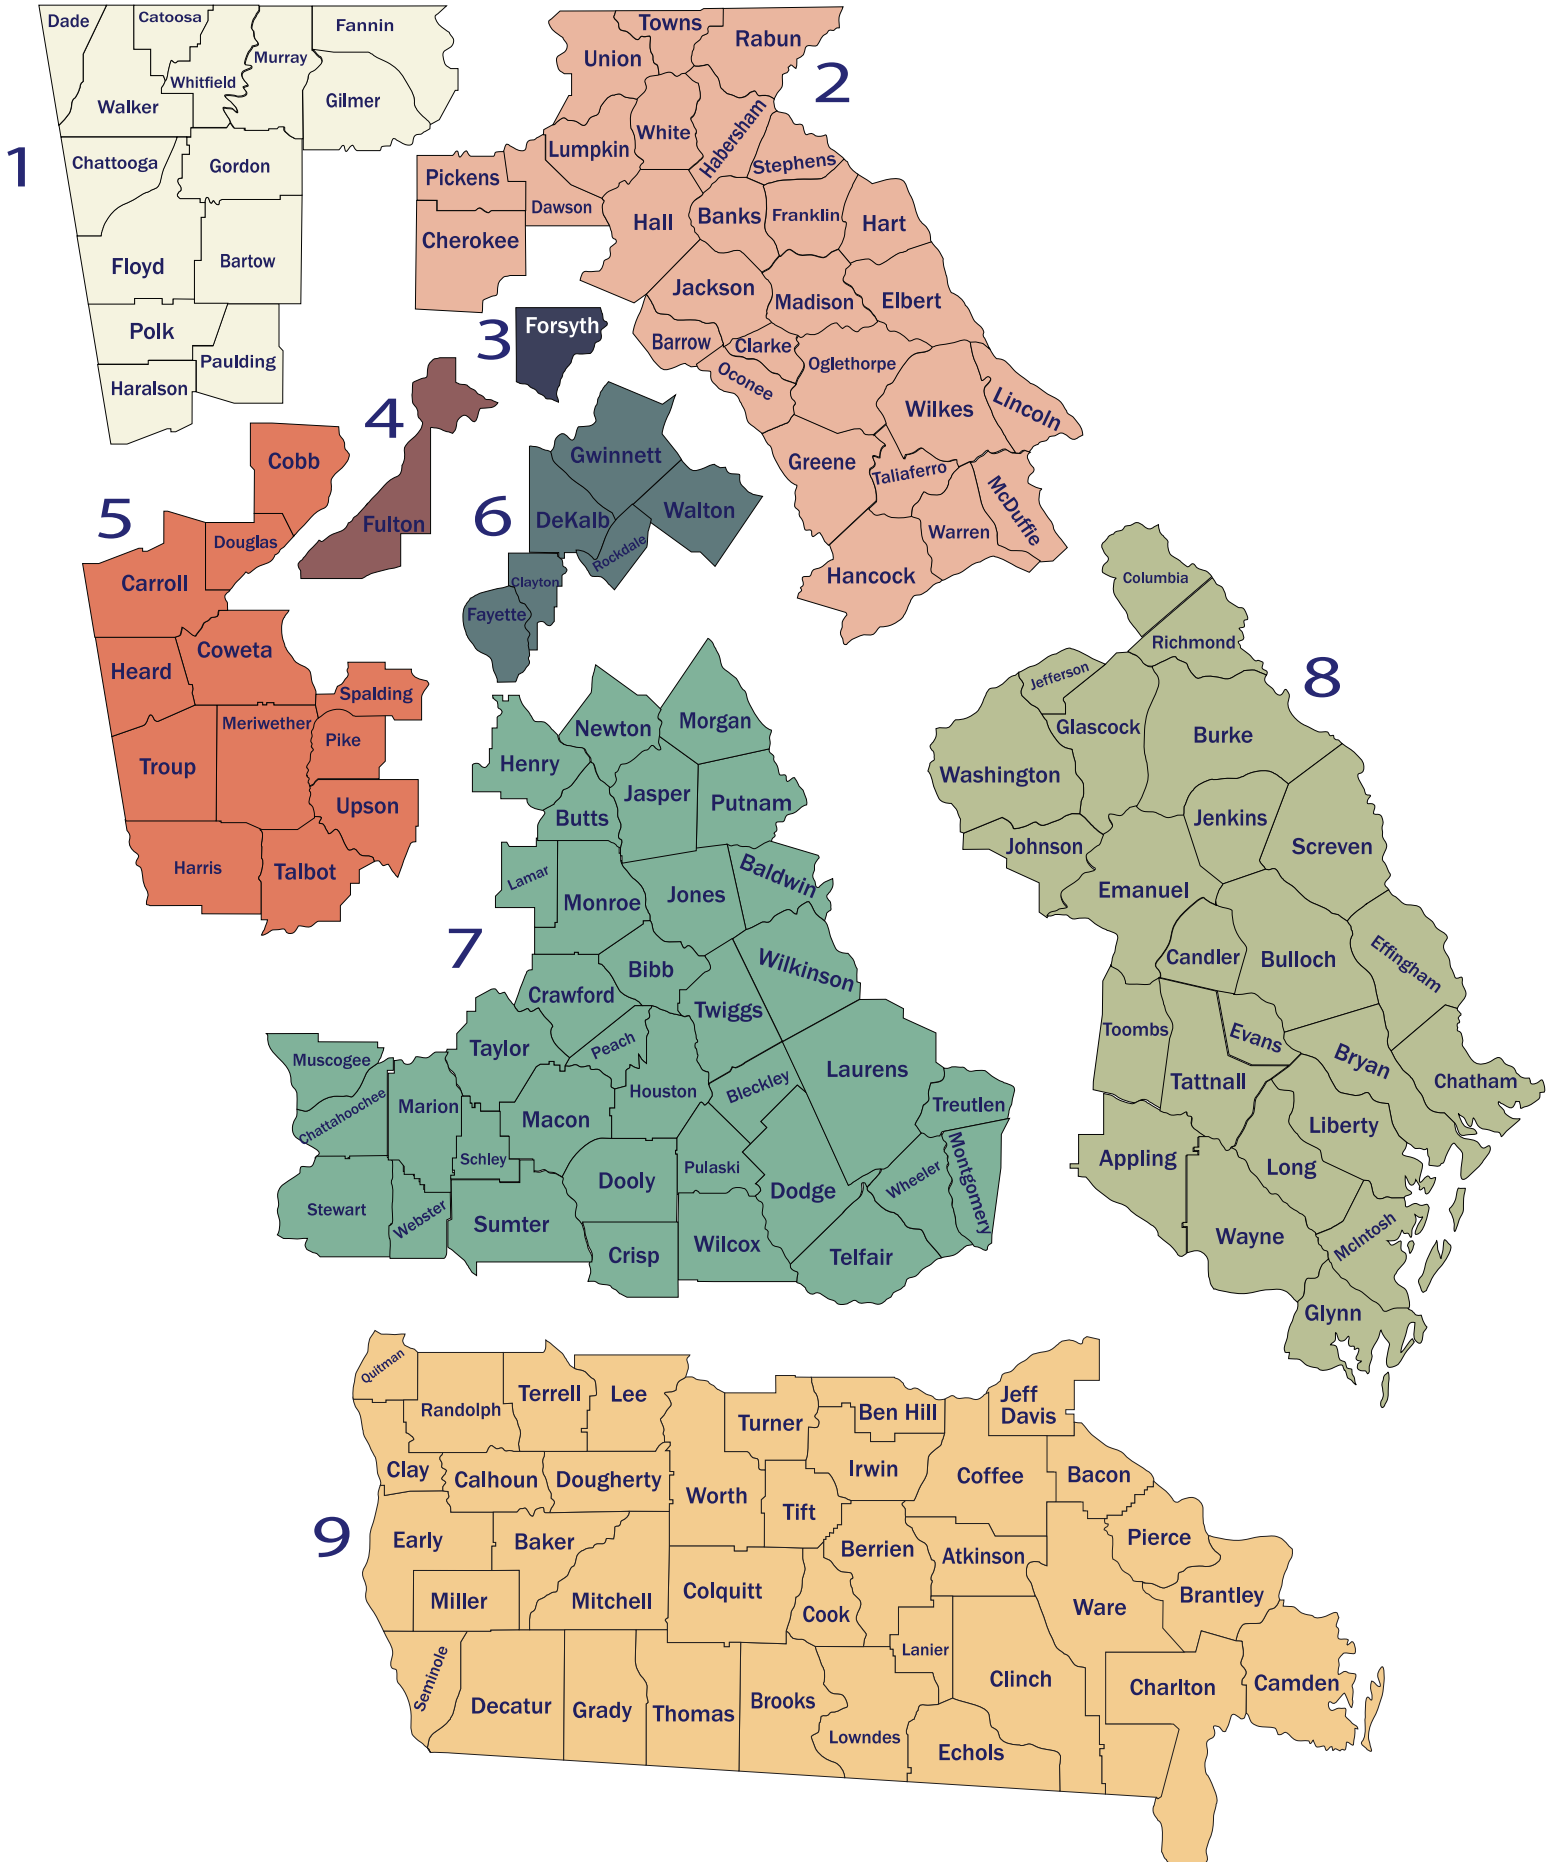 1
Dade
Catoosa
Fannin
Murray
Whitfield
Walker
Gilmer
Chattooga
Gordon
Floyd
Bartow
Polk
Paulding
Haralson
2
Towns
Rabun
Union
White
Habersham
Lumpkin
Stephens
Pickens
Dawson
Hall
Banks
Franklin
Hart
Cherokee
Jackson
Madison
Elbert
Barrow
Clarke
Oglethorpe
Oconee
Wilkes
Lincoln
Greene
Taliaferro
McDuffie
Warren
Hancock
3
Forsyth
4
Fulton
5
Cobb
Douglas
Carroll
Coweta
Heard
Spalding
Meriwether
Pike
Troup
Upson
Harris
Talbot
6
Gwinnett
DeKalb
Walton
Rockdale
Clayton
Fayette
7
Morgan
Newton
Henry
Jasper
Putnam
Butts
Lamar
Baldwin
Jones
Monroe
Bibb
Wilkinson
Crawford
Twiggs
Peach
Taylor
Muscogee
Laurens
Bleckley
Houston
Chattahoochee
Marion
Macon
Treutlen
Schley
Pulaski
Dooly
Dodge
Wheeler
Montgomery
Stewart
Webster
Sumter
Wilcox
Crisp
Telfair
8
Columbia
Richmond
Jefferson
Glascock
Burke
Washington
Jenkins
Johnson
Screven
Emanuel
Candler
Bulloch
Effingham
Toombs
Evans
Bryan
Tattnall
Chatham
Liberty
Appling
Long
Wayne
McIntosh
Glynn
9
Quitman
Terrell
Lee
Randolph
Turner
Ben Hill
Jeff
Davis
Clay
Calhoun
Dougherty
Worth
Irwin
Coffee
Bacon
Tift
Early
Baker
Berrien
Atkinson
Pierce
Miller
Mitchell
Colquitt
Cook
Ware
Brantley
Lanier
Seminole
Clinch
Charlton
Camden
Decatur
Grady
Thomas
Brooks
Lowndes
Echols